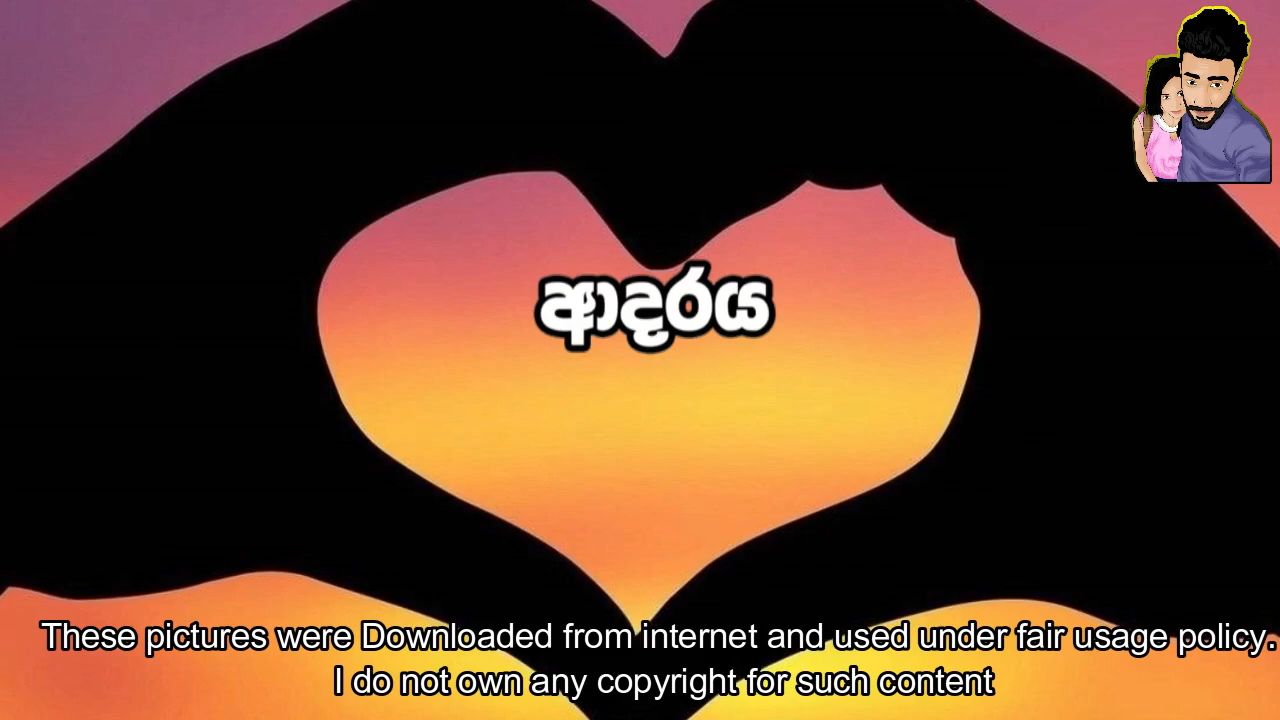 ආදරය
These pictures were Downloaded from internet and used under fair usage policy.
I do not own any copyright for such content